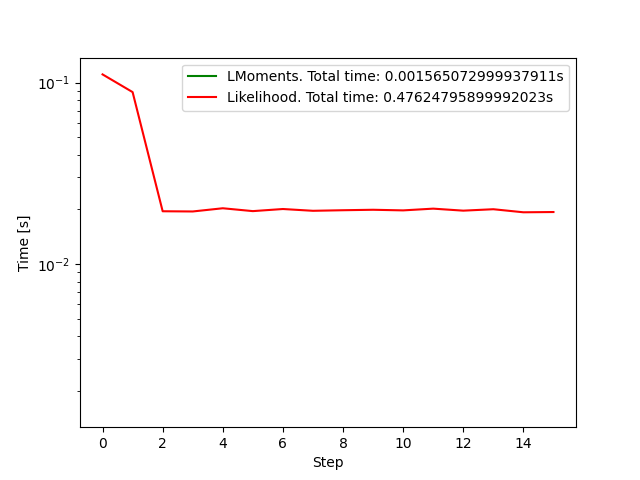 LMoments. Total time: 0.001565072999937911s
Likelihood. Total time: 0.47624795899992023s
10⁻¹
10⁻²
Time [s]
0 2 4 6 8 10 12 14
Step